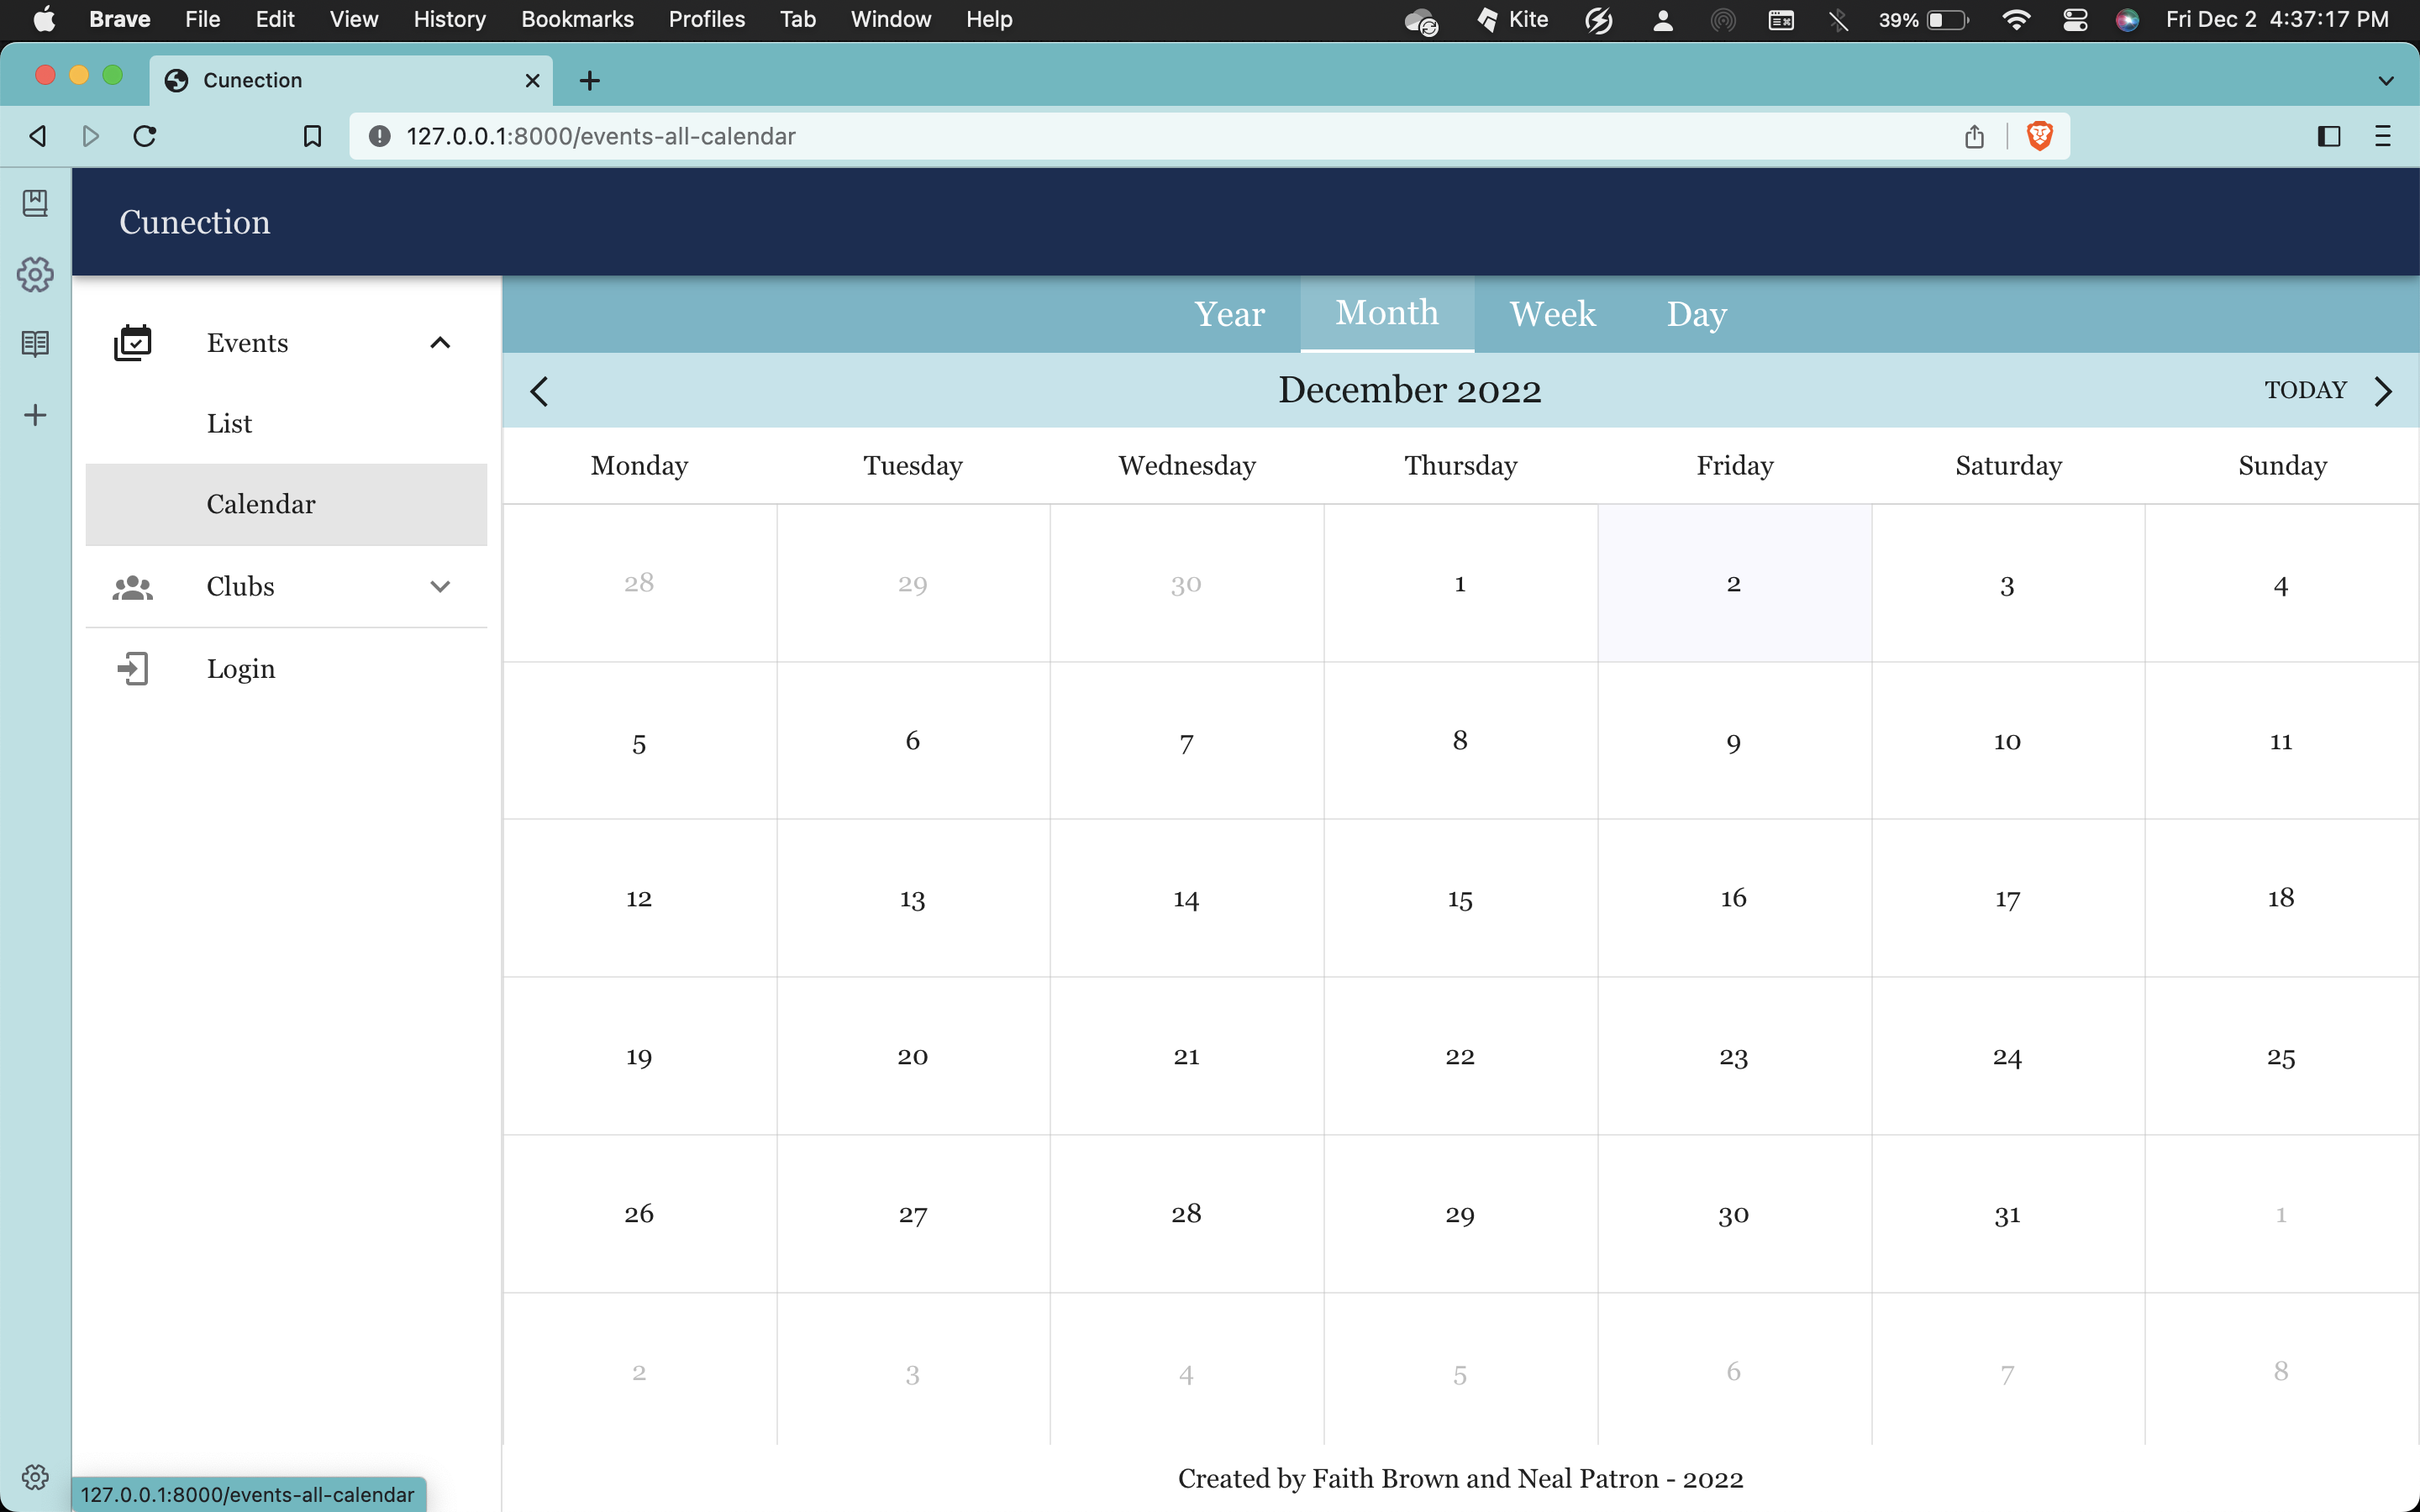 Brave File Edit View History Bookmarks Profiles Tab Window Help Kite 39% Fri Dec 2 4:37:17 PM
Cunection
127.0.0.1:8000/events-all-calendar
Cunection
Events
List
Calendar
Clubs
Login
Year Month Week Day
December 2022 TODAY
Monday Tuesday Wednesday Thursday Friday Saturday Sunday
28 29 30 1 2 3 4
5 6 7 8 9 10 11
12 13 14 15 16 17 18
19 20 21 22 23 24 25
26 27 28 29 30 31 1
2 3 4 5 6 7 8
Created by Faith Brown and Neal Patron - 2022
127.0.0.1:8000/events-all-calendar